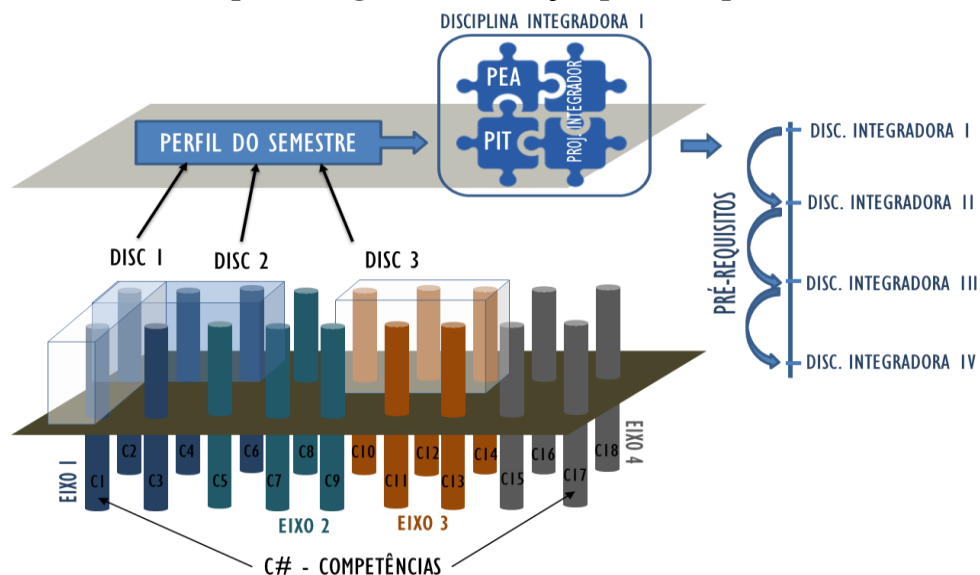 DISCIPLINA INTEGRADORA I
PEA
PIT
PROJ. INTEGRADOR
PERFIL DO SEMESTRE
DISC. INTEGRADORA I
DISC. INTEGRADORA II
DISC. INTEGRADORA III
DISC. INTEGRADORA IV
PRÉ-REQUISITOS
DISC 1
DISC 2
DISC 3
C2
C4
C6
C8
C10
C12
C14
C16
C18
C1
C3
C5
C7
C9
C11
C13
C15
C17
EIXO 1
EIXO 2
EIXO 3
EIXO 4
C# - COMPETÊNCIAS